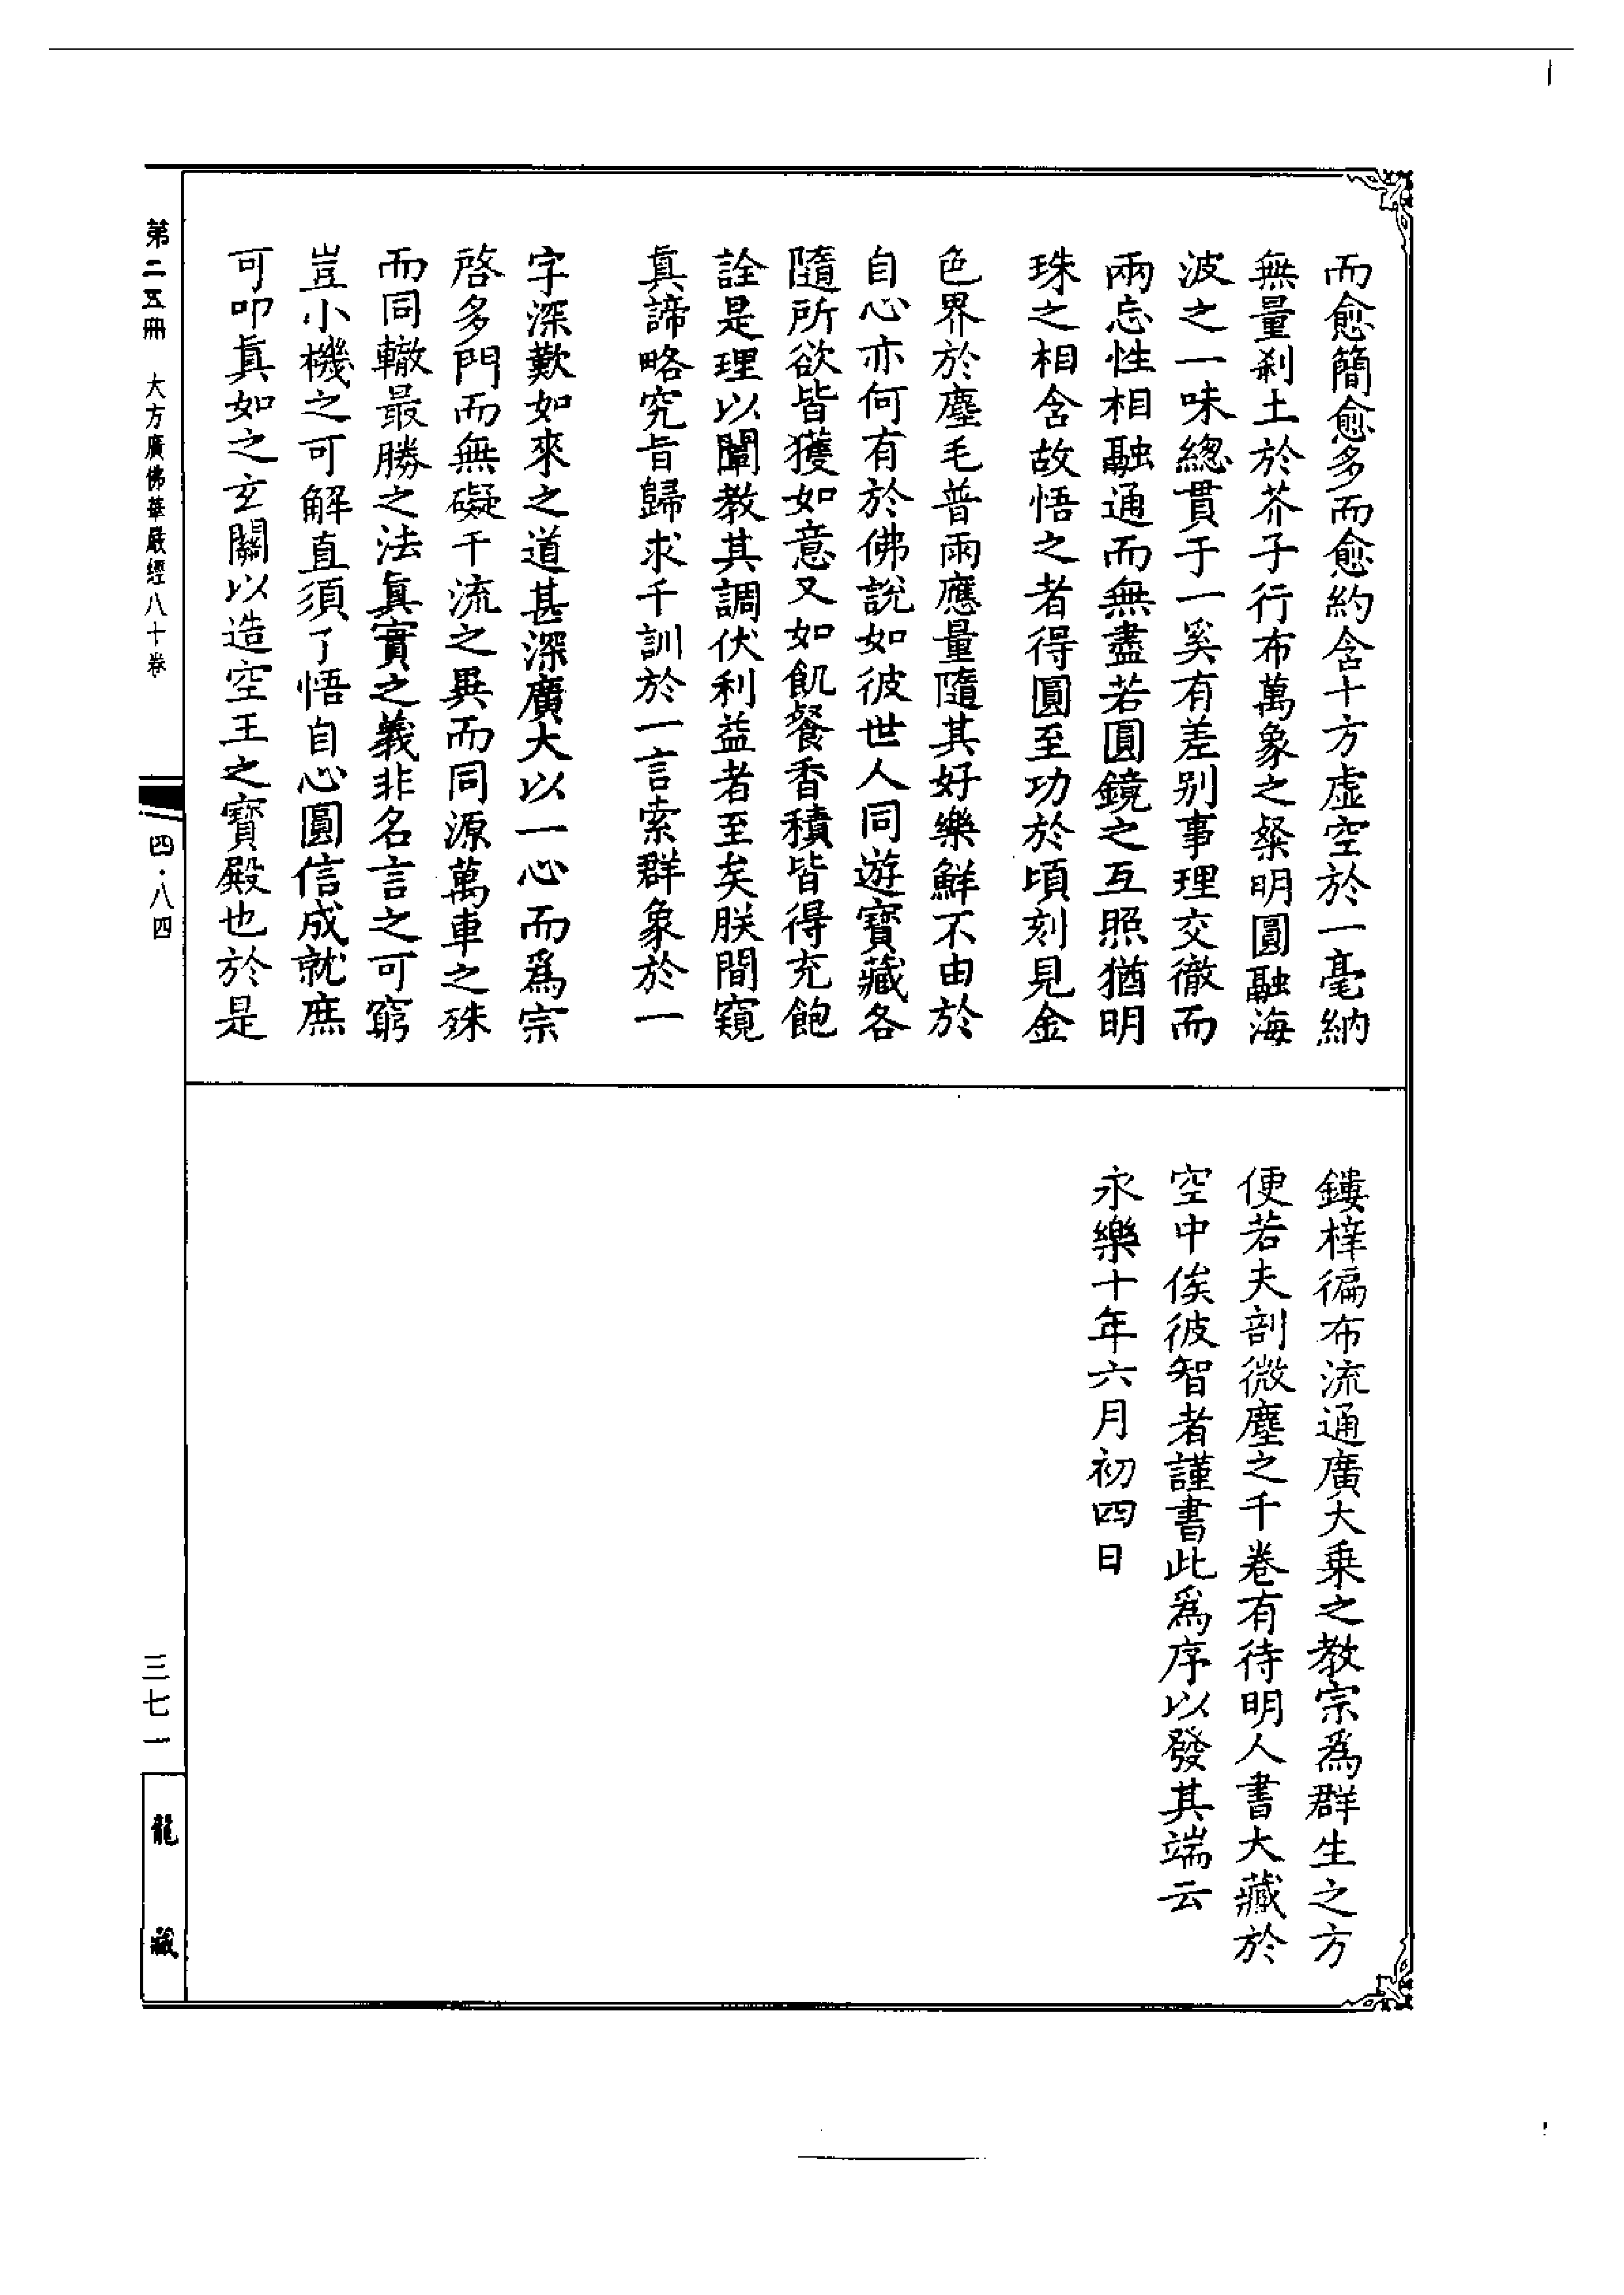 而愈簡愈多而愈約含十方虛空於一毫納
無量刹土於芥子行布萬象之粲明圓融海
波之一味總貫于一奚有差别事理交徹而
兩忘性相融通而無盡若圓鏡之互照猶明
珠之相含故悟之者得圓至功於頃刻見金
色界於塵毛普雨應量隨其好樂鮮不由於
自心亦何有於佛說如彼世人同遊寶藏各
隨所欲皆獲如意又如飢餐香積皆得充飽
詮是理以闡教其調伏利益者至矣朕間窺
真諦略究旨歸求千訓於一言索群象於一
字深歎如來之道甚深廣大以一心而爲宗
啓多門而無礙千流之異而同源萬車之殊
而同轍最勝之法真實之義非名言之可窮
豈小機之可解直須了悟自心圓信成就庶
可叩真如之玄關以造空王之寶殿也於是
鏤梓徧布流通廣大乘之教宗爲群生之方
便若夫剖微塵之千卷有待明人書大藏於
空中俟彼智者謹書此爲序以發其端云
永樂十年六月初四日
第二五冊 大方廣佛華嚴經八十卷
四·八四
三七一
龍藏